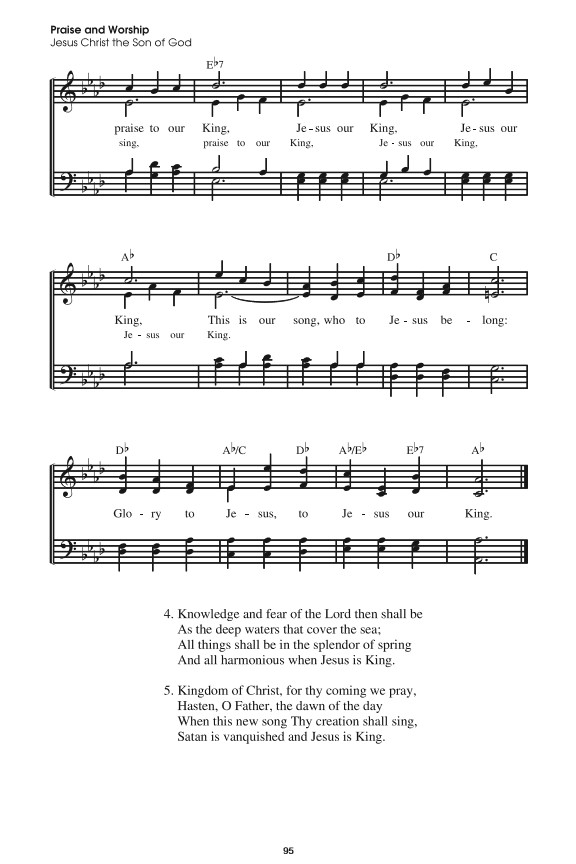 Praise and Worship
Jesus Christ the Son of God
E♭7
praise to our King, Je - sus our King, Je - sus our
sing, praise to our King, Je - sus our King,
A♭ D♭ C
King, This is our song, who to Je - sus be - long:
Je - sus our King.
D♭ A♭/C D♭ A♭/E♭ E♭7 A♭
Glo - ry to Je - sus, to Je - sus our King.
4. Knowledge and fear of the Lord then shall be
As the deep waters that cover the sea;
All things shall be in the splendor of spring
And all harmonious when Jesus is King.
5. Kingdom of Christ, for thy coming we pray,
Hasten, O Father, the dawn of the day
When this new song Thy creation shall sing,
Satan is vanquished and Jesus is King.
95